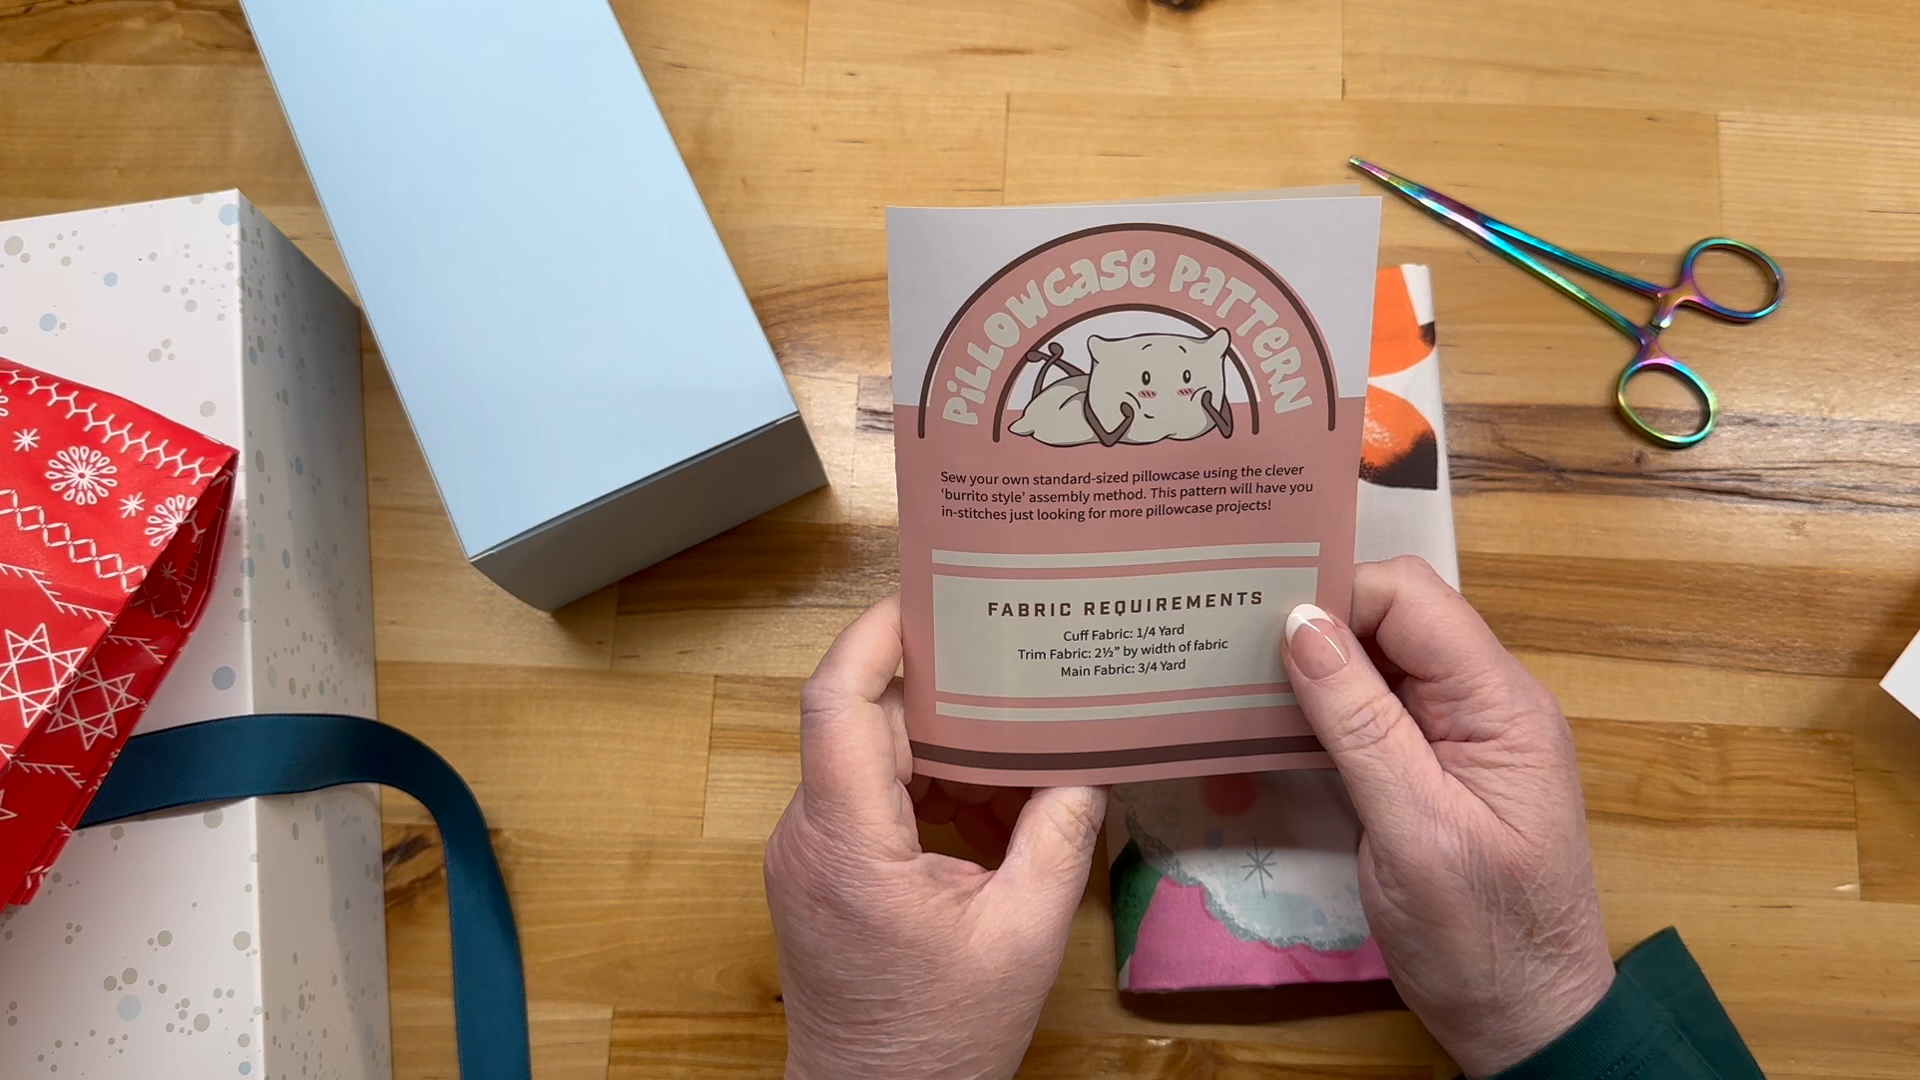 PiLLOWCaSe PaTTeRN
Sew your own standard-sized pillowcase using the clever
‘burrito style’ assembly method. This pattern will have you
in-stitches just looking for more pillowcase projects!
FABRIC REQUIREMENTS
Cuff Fabric: 1/4 Yard
Trim Fabric: 2½” by width of fabric
Main Fabric: 3/4 Yard